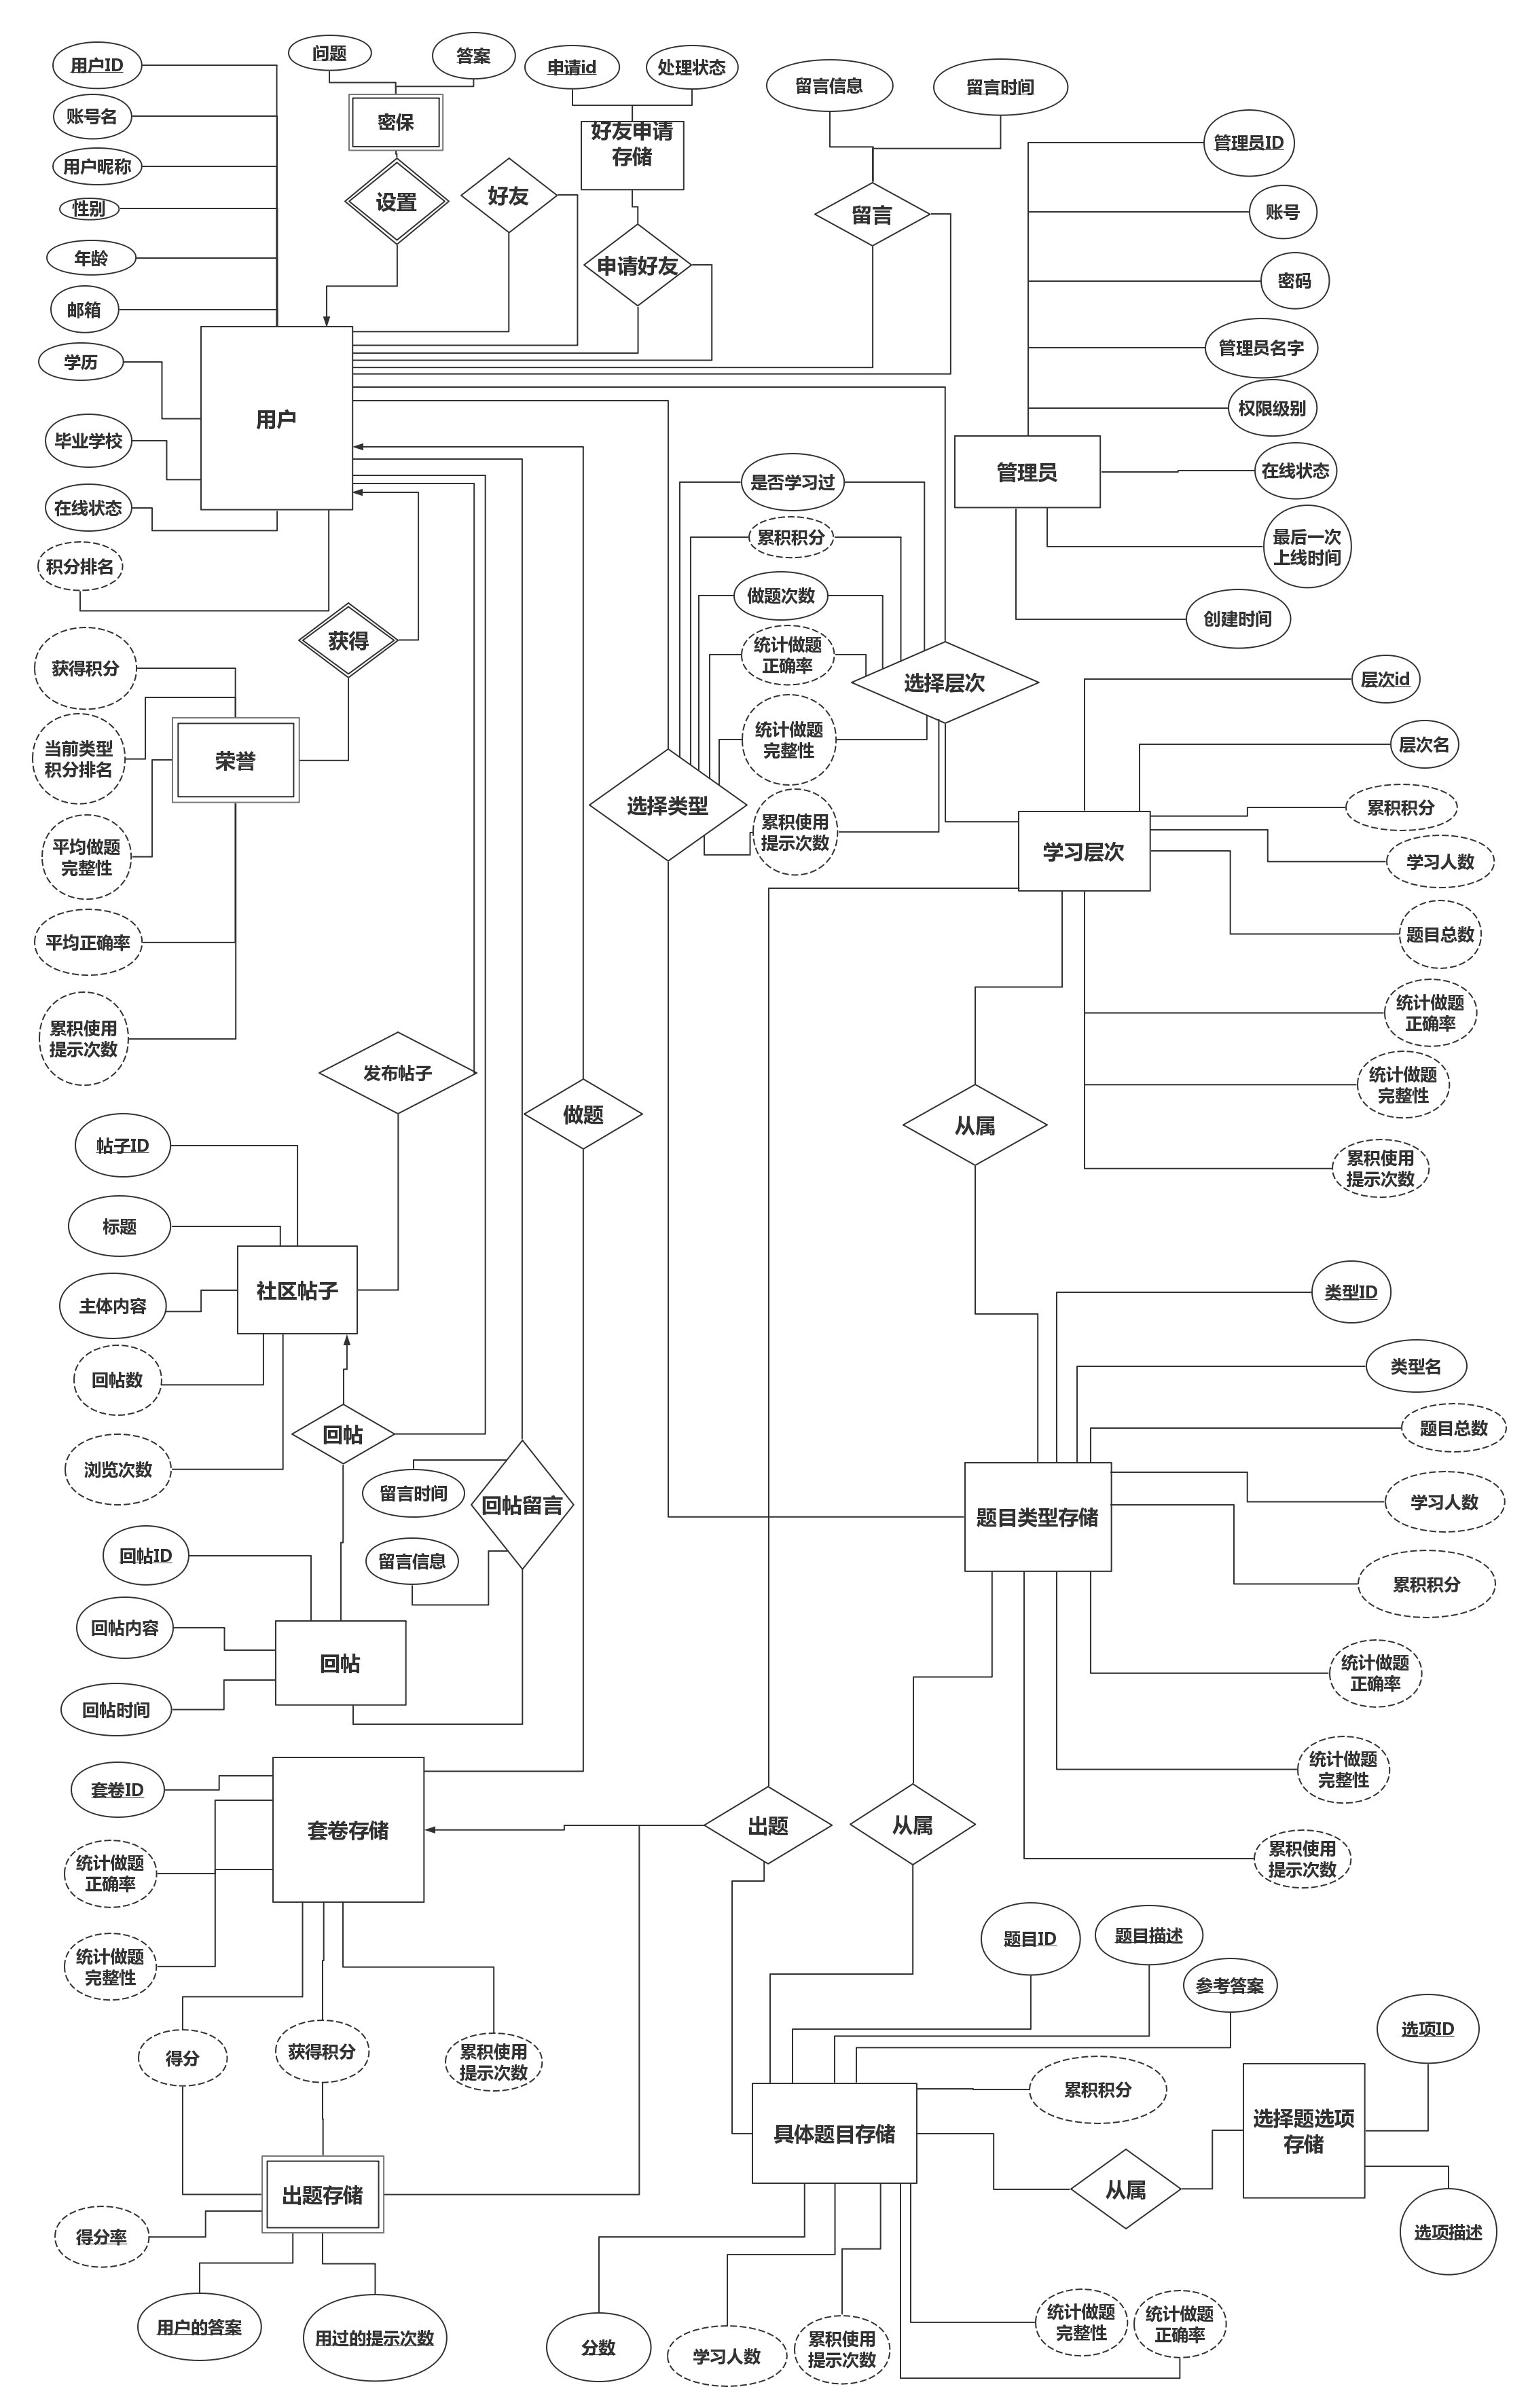 用户ID
账号名
用户昵称
性别
年龄
邮箱
学历
毕业学校
在线状态
积分排名
用户
问题
答案
密保
设置
好友
申请id
处理状态
好友申请
存储
申请好友
留言信息
留言时间
留言
管理员ID
账号
密码
管理员名字
权限级别
在线状态
最后一次
上线时间
创建时间
管理员
获得
获得积分
当前类型
积分排名
平均做题
完整性
平均正确率
累积使用
提示次数
荣誉
是否学习过
累积积分
做题次数
统计做题
正确率
统计做题
完整性
累积使用
提示次数
选择层次
选择类型
层次id
层次名
累积积分
学习人数
题目总数
统计做题
正确率
统计做题
完整性
累积使用
提示次数
学习层次
从属
发布帖子
做题
帖子ID
标题
主体内容
回帖数
浏览次数
社区帖子
回帖
留言时间
留言信息
回帖留言
回帖ID
回帖内容
回帖时间
回帖
类型ID
类型名
题目总数
学习人数
累积积分
统计做题
正确率
统计做题
完整性
累积使用
提示次数
题目类型存储
套卷ID
统计做题
正确率
统计做题
完整性
套卷存储
出题
从属
得分
获得积分
累积使用
提示次数
出题存储
得分率
用户的答案
用过的提示次数
题目ID
题目描述
参考答案
累积积分
具体题目存储
从属
选择题选项
存储
选项ID
选项描述
分数
学习人数
累积使用
提示次数
统计做题
完整性
统计做题
正确率